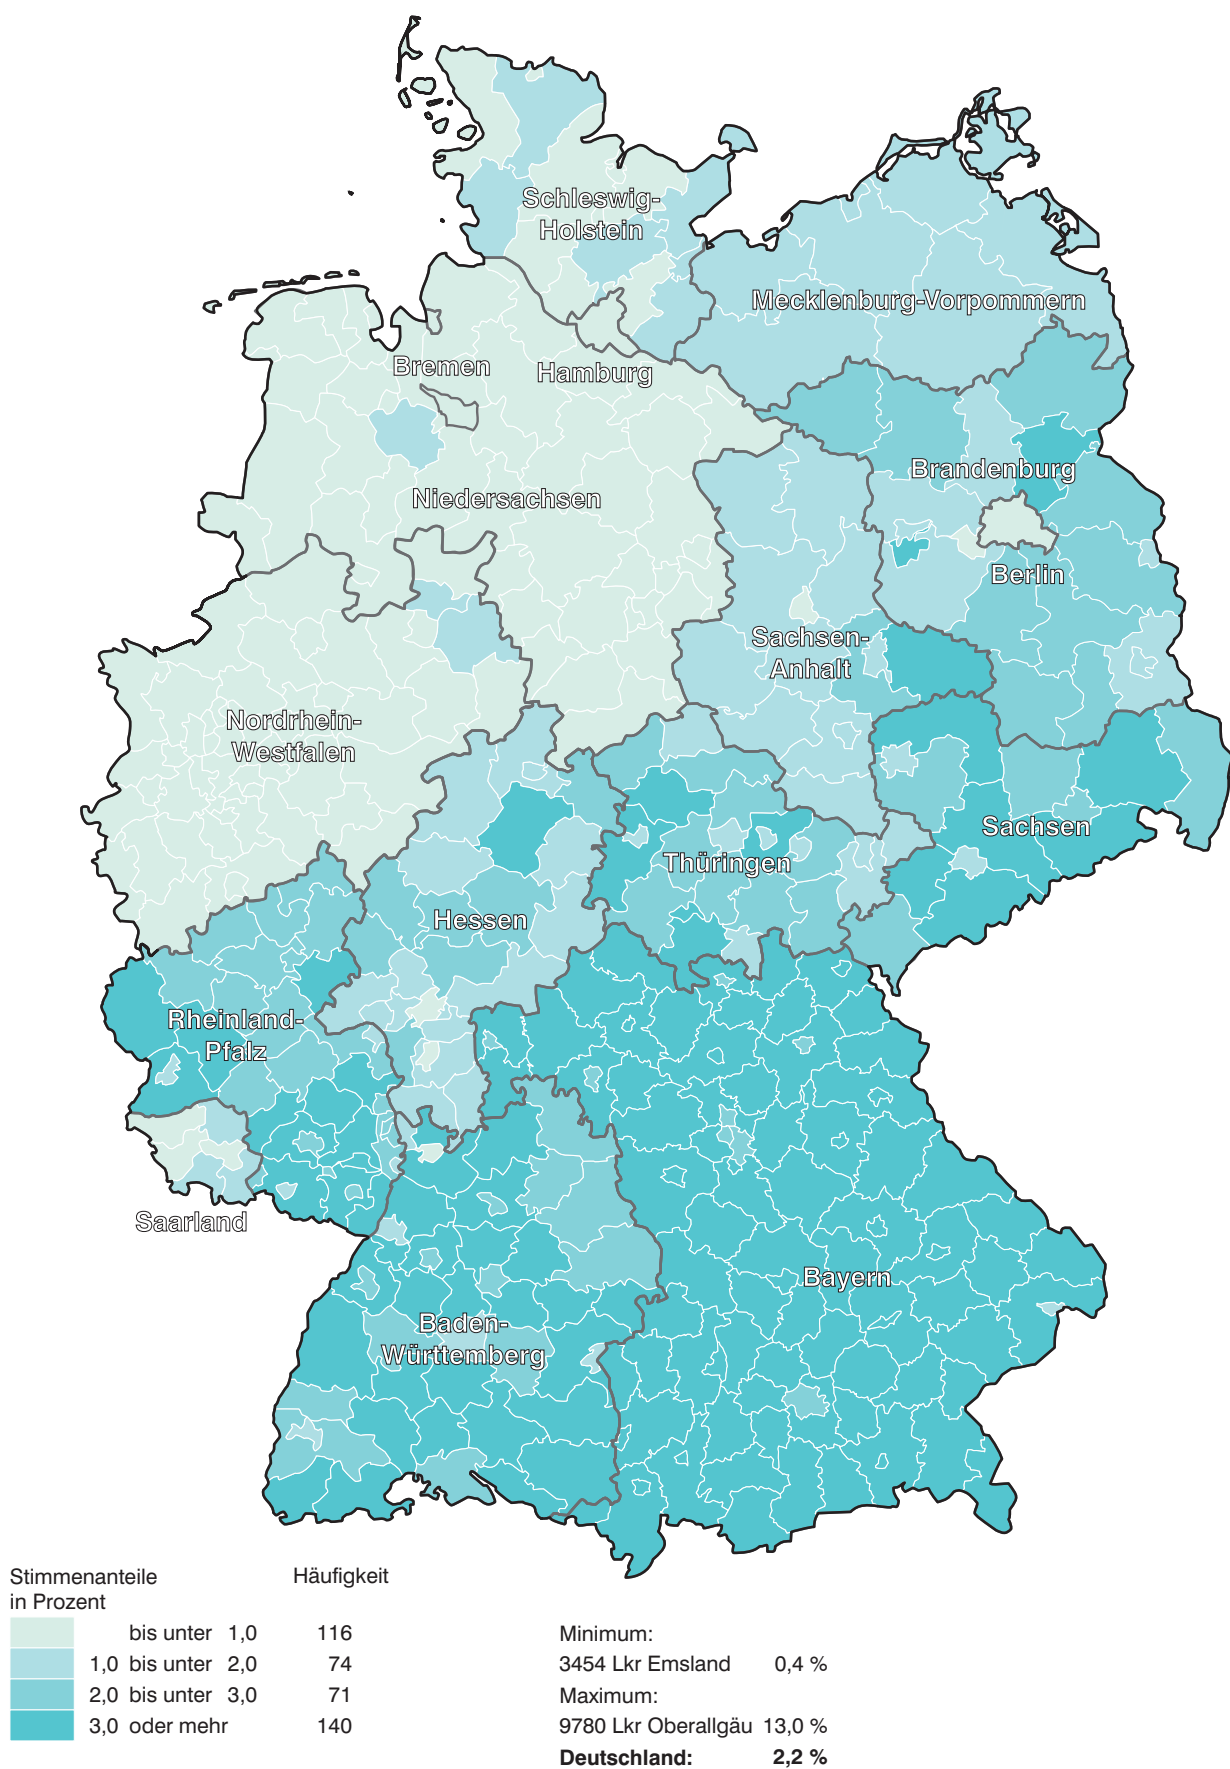 Schleswig-
Holstein
Mecklenburg-Vorpommern
Bremen
Hamburg
Brandenburg
Niedersachsen
Berlin
Sachsen-
Anhalt
Nordrhein-
Westfalen
Sachsen
Thüringen
Hessen
Rheinland-
Pfalz
Saarland
Bayern
Baden-
Württemberg
Stimmenanteile
in Prozent
Häufigkeit
bis unter 1,0 116
1,0 bis unter 2,0 74
2,0 bis unter 3,0 71
3,0 oder mehr 140
Minimum:
3454 Lkr Emsland 0,4 %
Maximum:
9780 Lkr Oberallgäu 13,0 %
Deutschland: 2,2 %